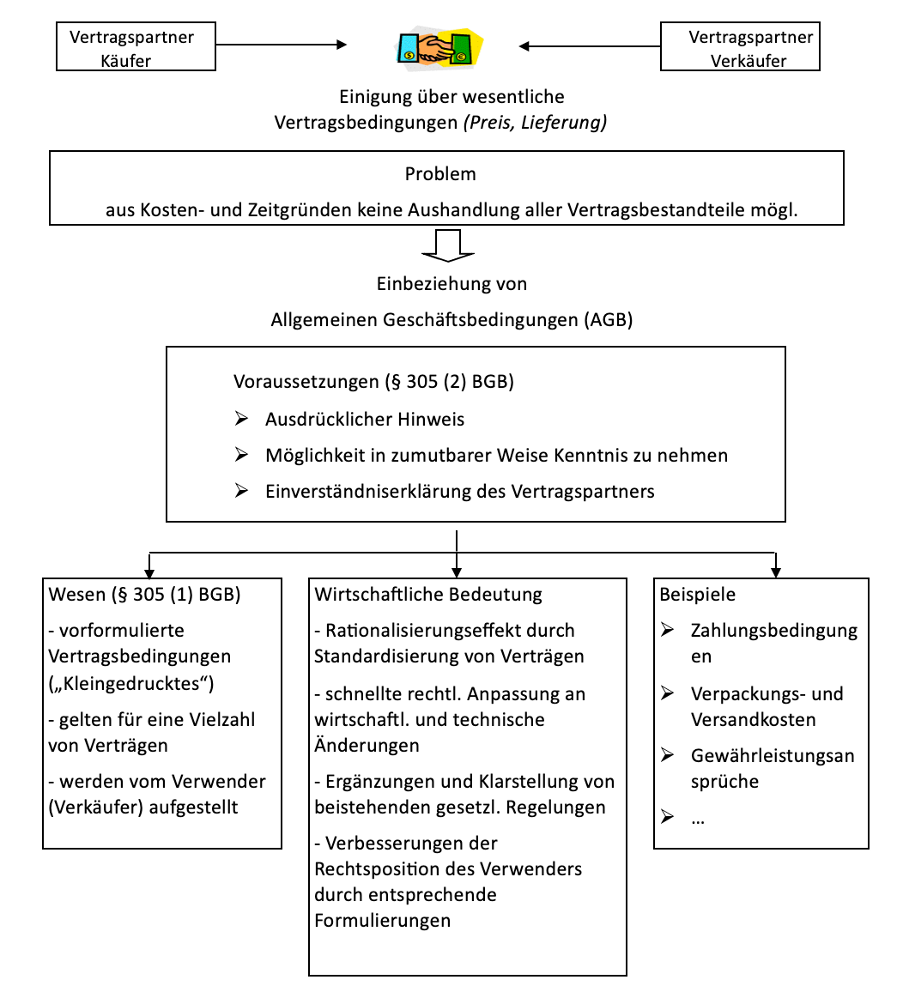 Vertragspartner
Käufer
Vertragspartner
Verkäufer
Einigung über wesentliche
Vertragsbedingungen (Preis, Lieferung)
Problem
aus Kosten- und Zeitgründen keine Aushandlung aller Vertragsbestandteile mögl.
Einbeziehung von
Allgemeinen Geschäftsbedingungen (AGB)
Voraussetzungen (§ 305 (2) BGB)
➢ Ausdrücklicher Hinweis
➢ Möglichkeit in zumutbarer Weise Kenntnis zu nehmen
➢ Einverständniserklärung des Vertragspartners
Wesen (§ 305 (1) BGB)
- vorformulierte
Vertragsbedingungen
(„Kleingedrucktes“)
- gelten für eine Vielzahl
von Verträgen
- werden vom Verwender
(Verkäufer) aufgestellt
Wirtschaftliche Bedeutung
- Rationalisierungseffekt durch
Standardisierung von Verträgen
- schnellte rechtl. Anpassung an
wirtschaftl. und technische
Änderungen
- Ergänzungen und Klarstellung von
beistehenden gesetzl. Regelungen
- Verbesserungen der
Rechtsposition des Verwenders
durch entsprechende
Formulierungen
Beispiele
➢ Zahlungsbedingung
en
➢ Verpackungs- und
Versandkosten
➢ Gewährleistungsan
sprüche
➢ ...